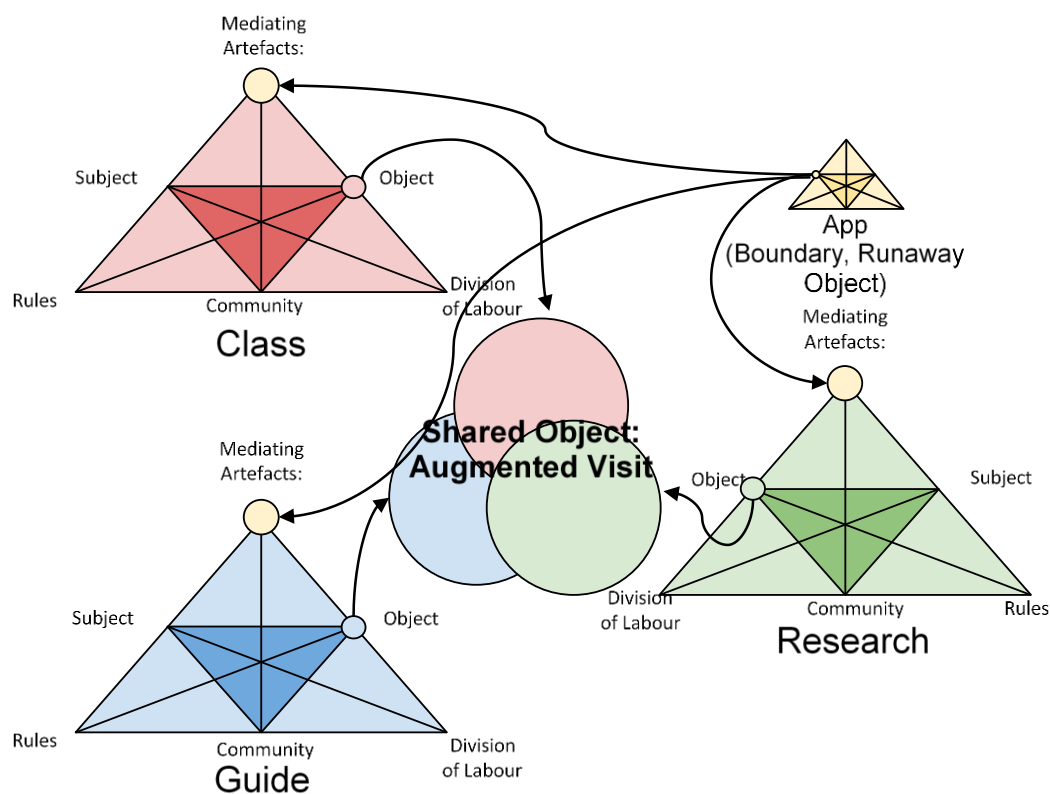 Mediating
Artefacts:
Subject
Object
Rules
Community
Division
of Labour
Class
App
(Boundary, Runaway
Object)
Mediating
Artefacts:
Shared Object:
Augmented Visit
Object
Subject
Division
of Labour
Community
Rules
Research
Mediating
Artefacts:
Subject
Object
Rules
Community
Division
of Labour
Guide